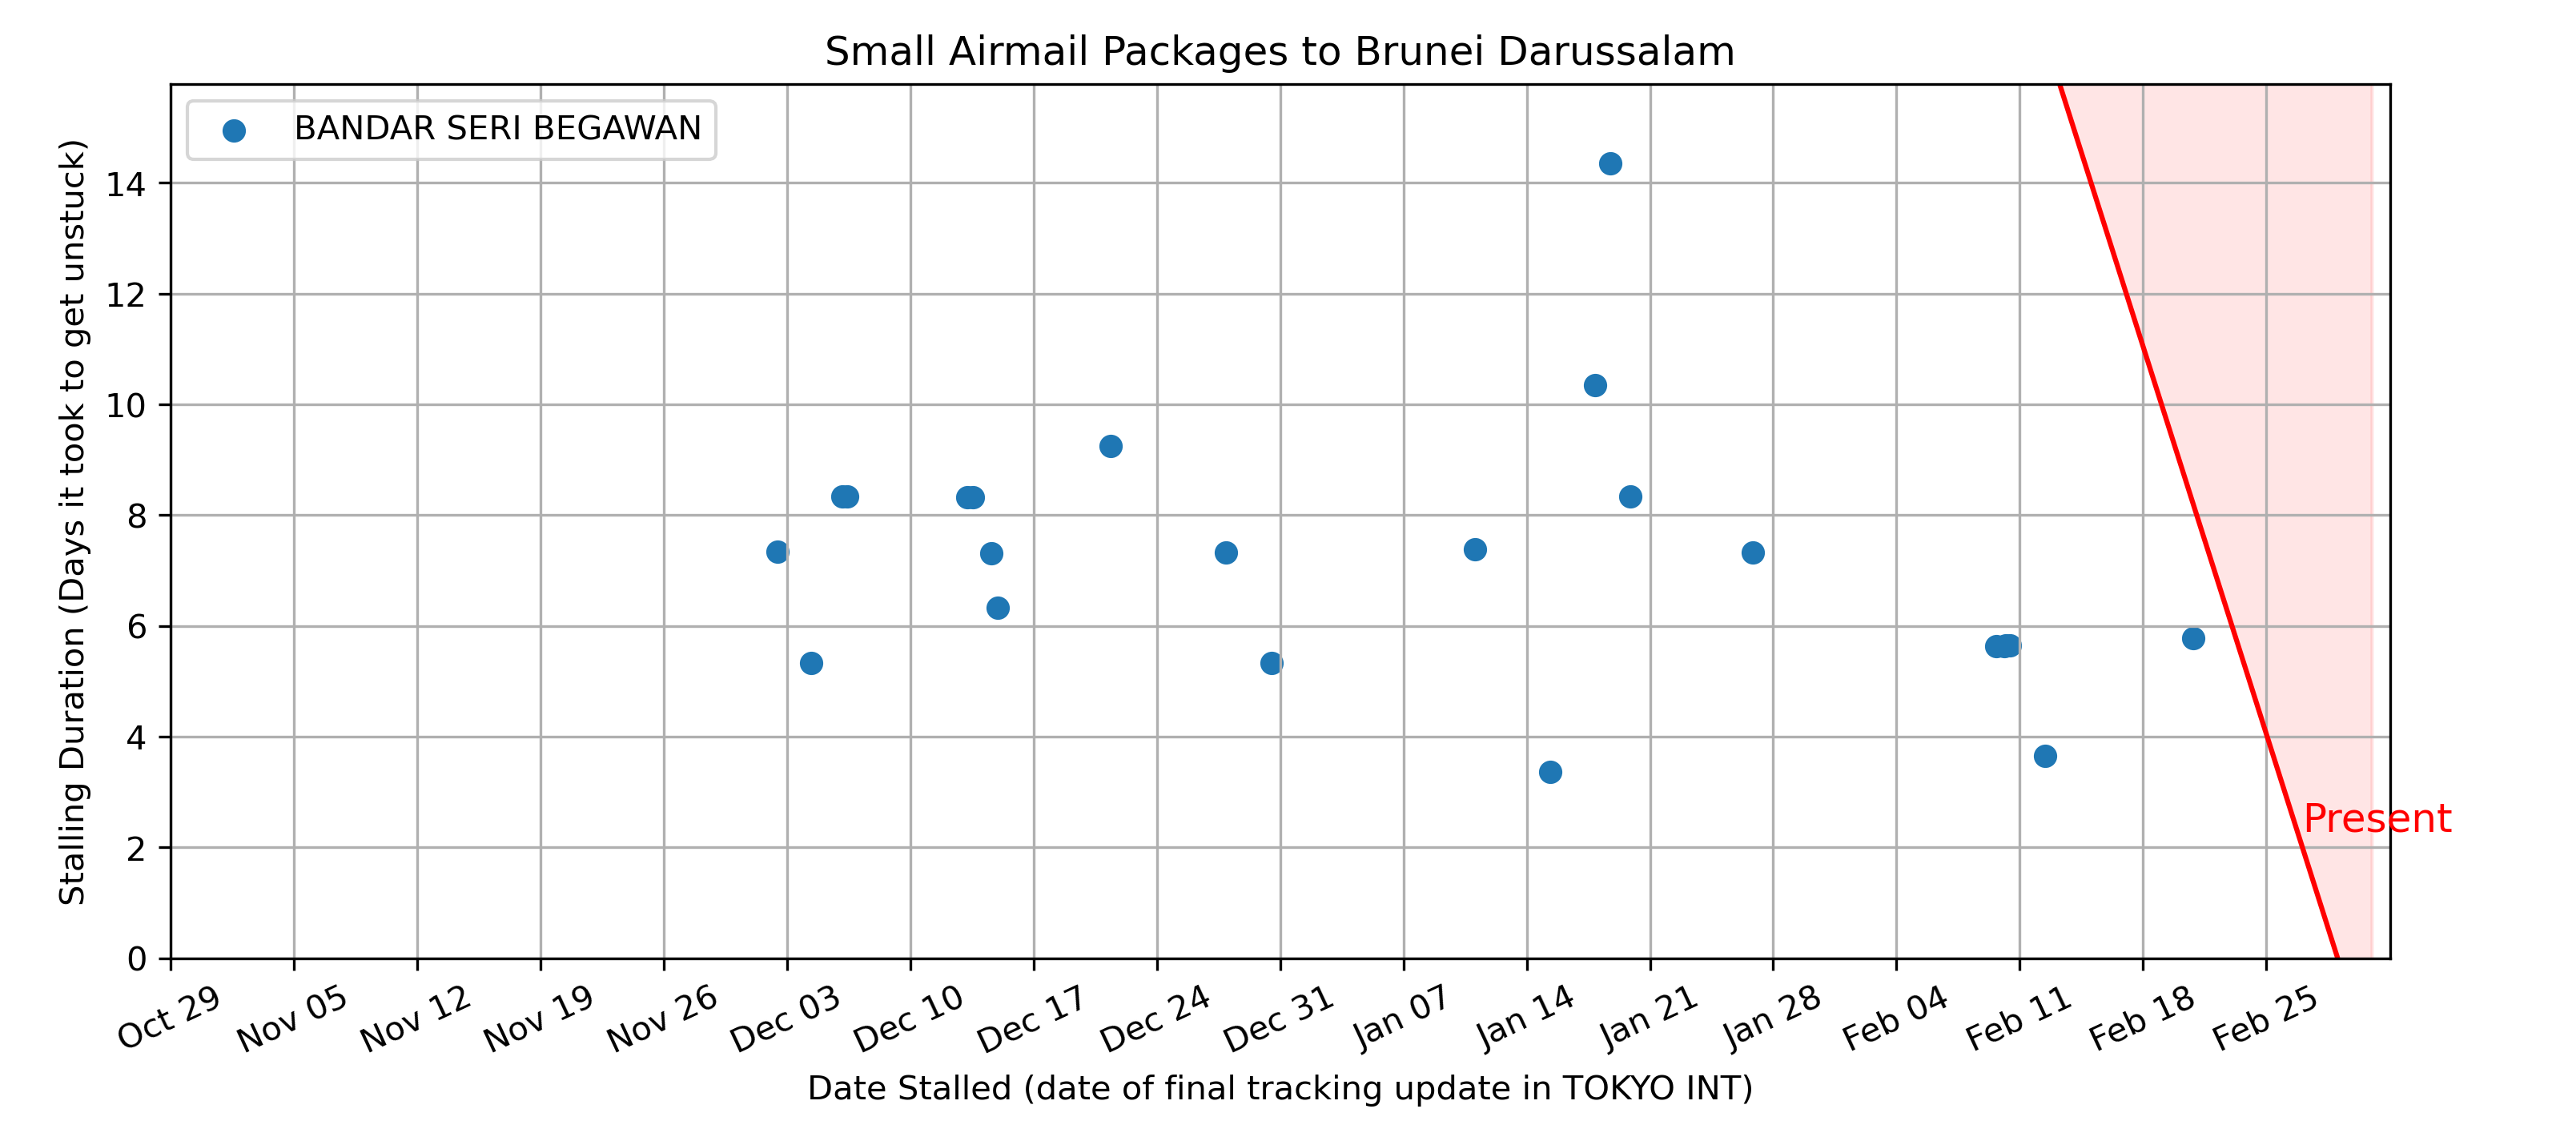 Small Airmail Packages to Brunei Darussalam
BANDAR SERI BEGAWAN
Stalling Duration (Days it took to get unstuck)
14
12
10
8
6
4
2
0
Present
Oct 29
Nov 05
Nov 12
Nov 19
Nov 26
Dec 03
Dec 10
Dec 17
Dec 24
Dec 31
Jan 07
Jan 14
Jan 21
Jan 28
Feb 04
Feb 11
Feb 18
Feb 25
Date Stalled (date of final tracking update in TOKYO INT)